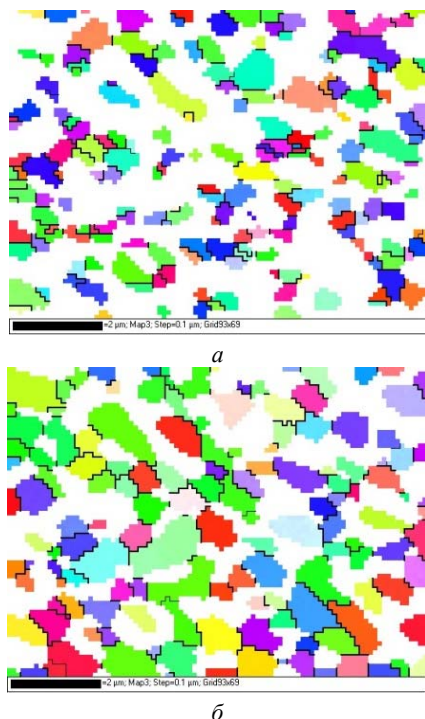 =2 µm; Map3; Step=0.1 µm; Grid93x69
а
=2 µm; Map3; Step=0.1 µm; Grid93x69
б